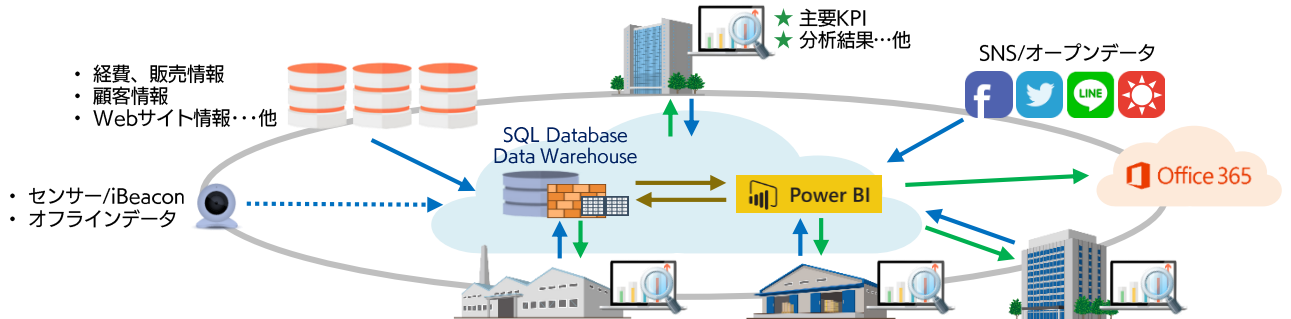 ★ 主要KPI
★ 分析結果…他
SNS/オープンデータ
・ 経費、販売情報
・ 顧客情報
・ Webサイト情報･･･他
f
LINE
SQL Database
Data Warehouse
Power BI
Office 365
・ センサー/iBeacon
・ オフラインデータ